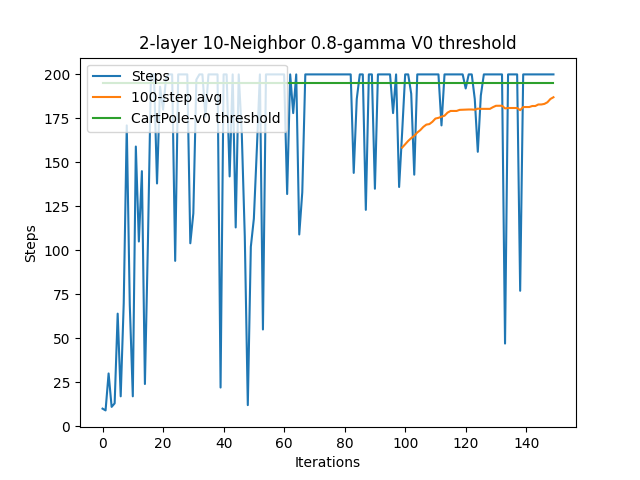 2-layer 10-Neighbor 0.8-gamma V0 threshold
Steps
100-step avg
CartPole-v0 threshold
200
175
150
125
100
75
50
25
0
Steps
0 20 40 60 80 100 120 140
Iterations